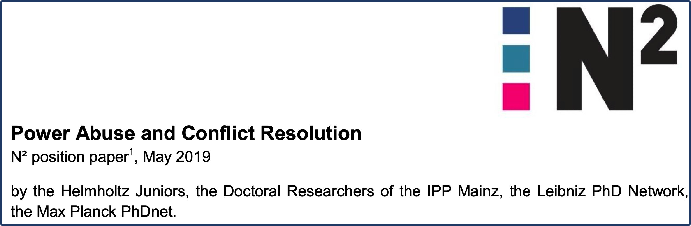 N²
Power Abuse and Conflict Resolution
N² position paper¹, May 2019
by the Helmholtz Juniors, the Doctoral Researchers of the IPP Mainz, the Leibniz PhD Network,
the Max Planck PhDnet.